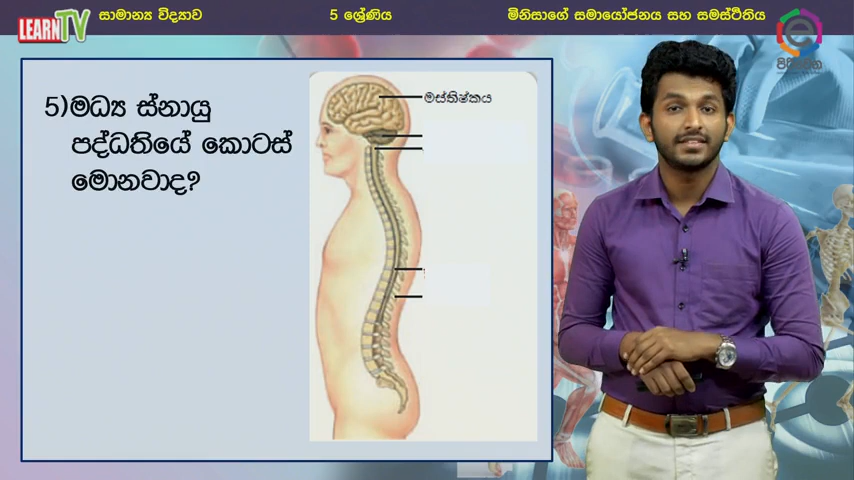 LEARN TV
සාමාන්‍ය විද්‍යාව
5 ශ්‍රේණිය
මිනිසාගේ සමායෝජනය සහ සමස්ථිතිය
පිරිවෙන
5)මධ්‍ය ස්නායු
පද්ධතියේ කොටස්
මොනවාද?
මස්තිෂ්කය